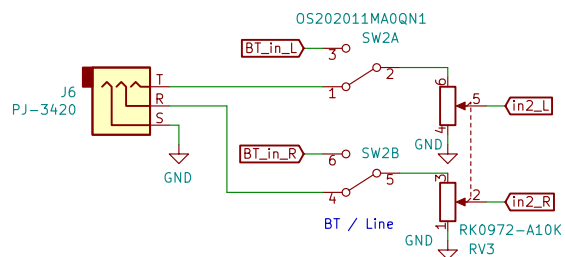 OS202011MA0QN1
SW2A
BT_in_L
3
2
1
J6
PJ-3420
T
R
S
GND
6
5
4
in2_L
GND
BT_in_R
6
SW2B
5
4
3
2
1
in2_R
BT / Line
GND
RK0972-A10K
RV3